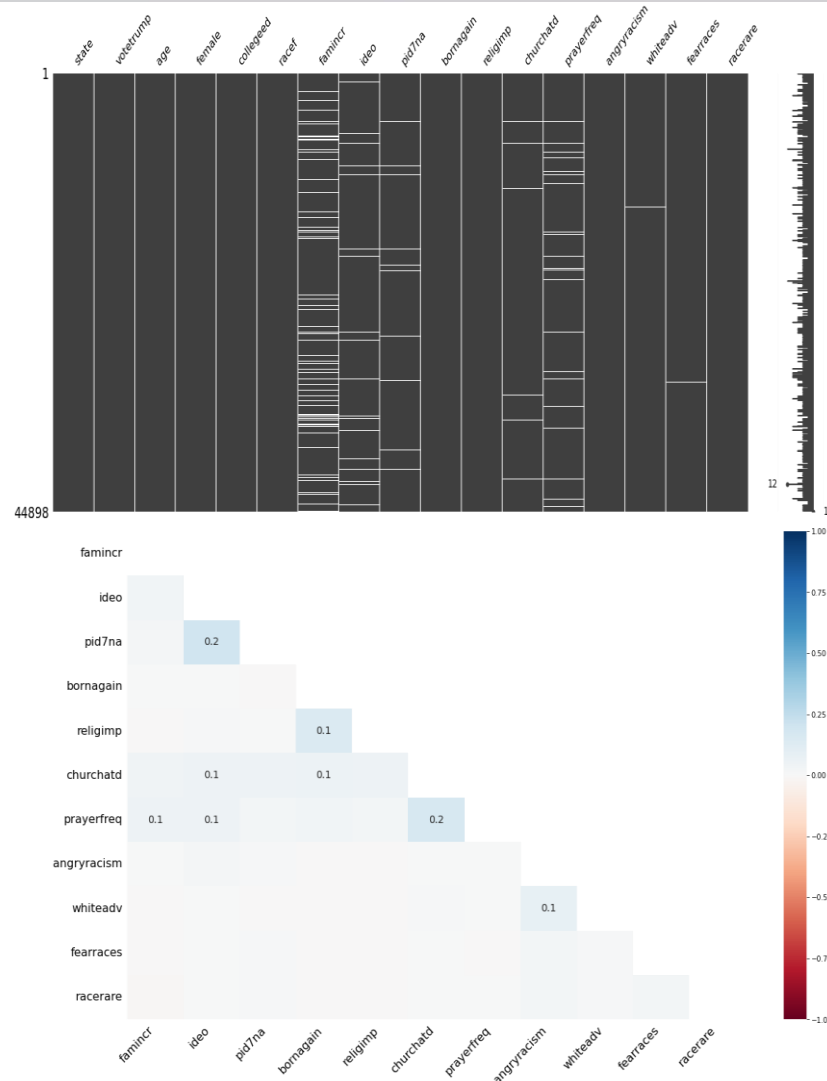 state votetrump age female collegeed racef famincr ideo pid7na bornagain religimp churchatd prayerfreq angryracism whiteadv fearraces racerare
1
12
44898 1
famincr
ideo
pid7na 0.2
bornagain
religimp 0.1
churchatd 0.1 0.1
prayerfreq 0.1 0.1 0.2
angryracism
whiteadv 0.1
fearraces
racerare
1.00
0.75
0.50
0.25
0.00
−0.2
−0.5
−0.7
−1.0
famincr ideo pid7na bornagain religimp churchatd prayerfreq angryracism whiteadv fearraces racerare